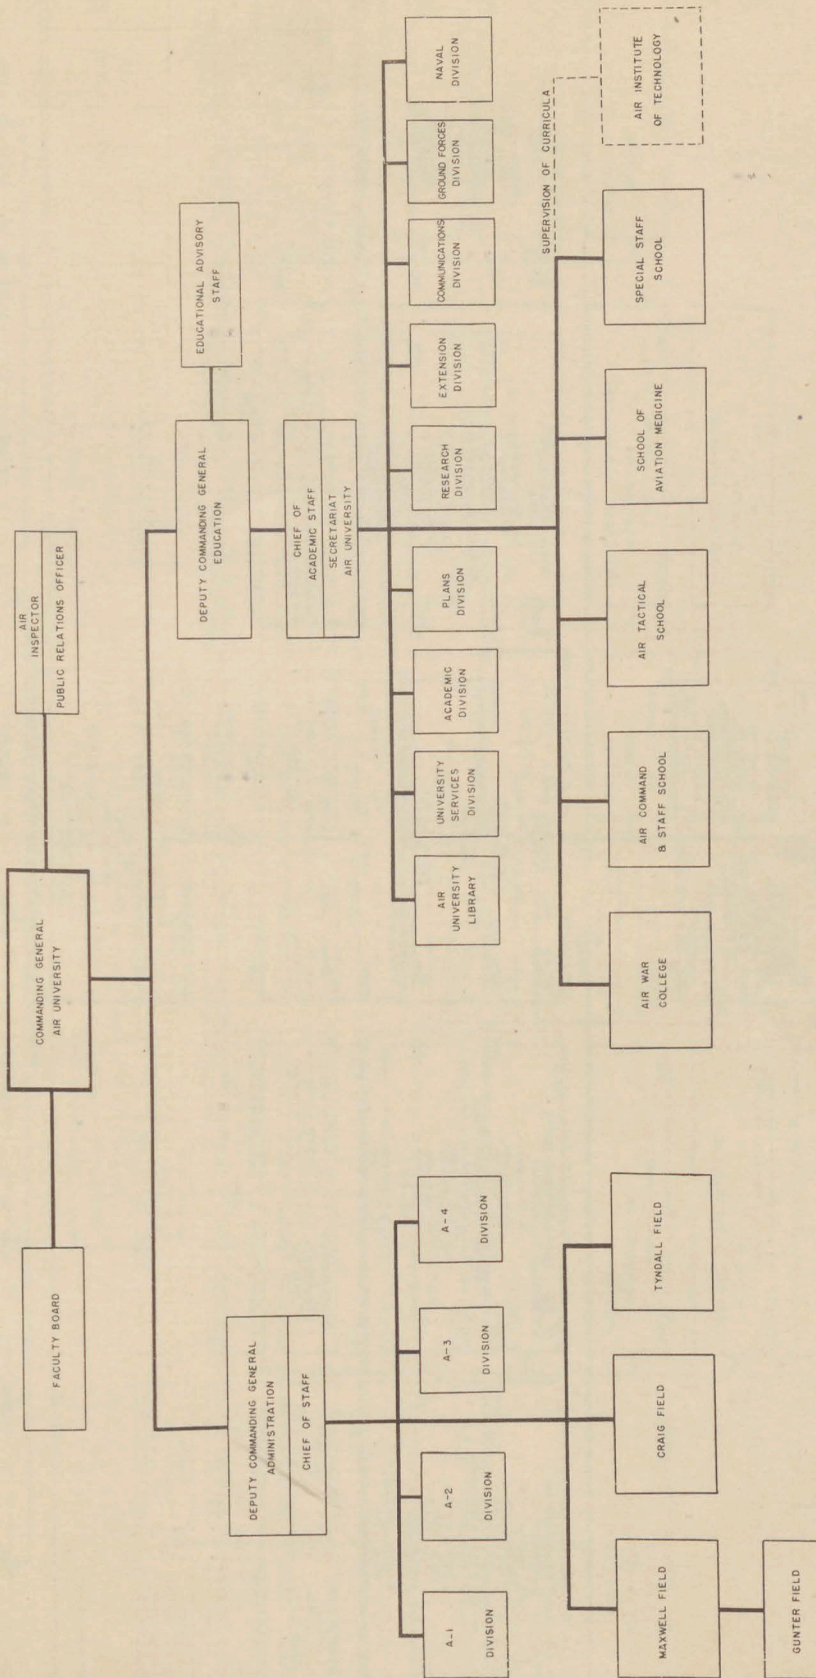 COMMANDING GENERAL
AIR UNIVERSITY
FACULTY BOARD
AIR
INSPECTOR
PUBLIC RELATIONS OFFICER
DEPUTY COMMANDING GENERAL
ADMINISTRATION
CHIEF OF STAFF
DEPUTY COMMANDING GENERAL
EDUCATION
EDUCATIONAL ADVISORY
STAFF
CHIEF OF
ACADEMIC STAFF
SECRETARIAT
AIR UNIVERSITY
A-1
DIVISION
A-2
DIVISION
A-3
DIVISION
A-4
DIVISION
AIR
UNIVERSITY
LIBRARY
UNIVERSITY
SERVICES
DIVISION
ACADEMIC
DIVISION
PLANS
DIVISION
RESEARCH
DIVISION
EXTENSION
DIVISION
COMMUNICATIONS
DIVISION
GROUND FORCES
DIVISION
NAVAL
DIVISION
MAXWELL FIELD
CRAIG FIELD
TYNDALL FIELD
GUNTER FIELD
AIR WAR
COLLEGE
AIR COMMAND
& STAFF SCHOOL
AIR TACTICAL
SCHOOL
SCHOOL OF
AVIATION MEDICINE
SPECIAL STAFF
SCHOOL
SUPERVISION OF CURRICULA
AIR INSTITUTE
OF TECHNOLOGY